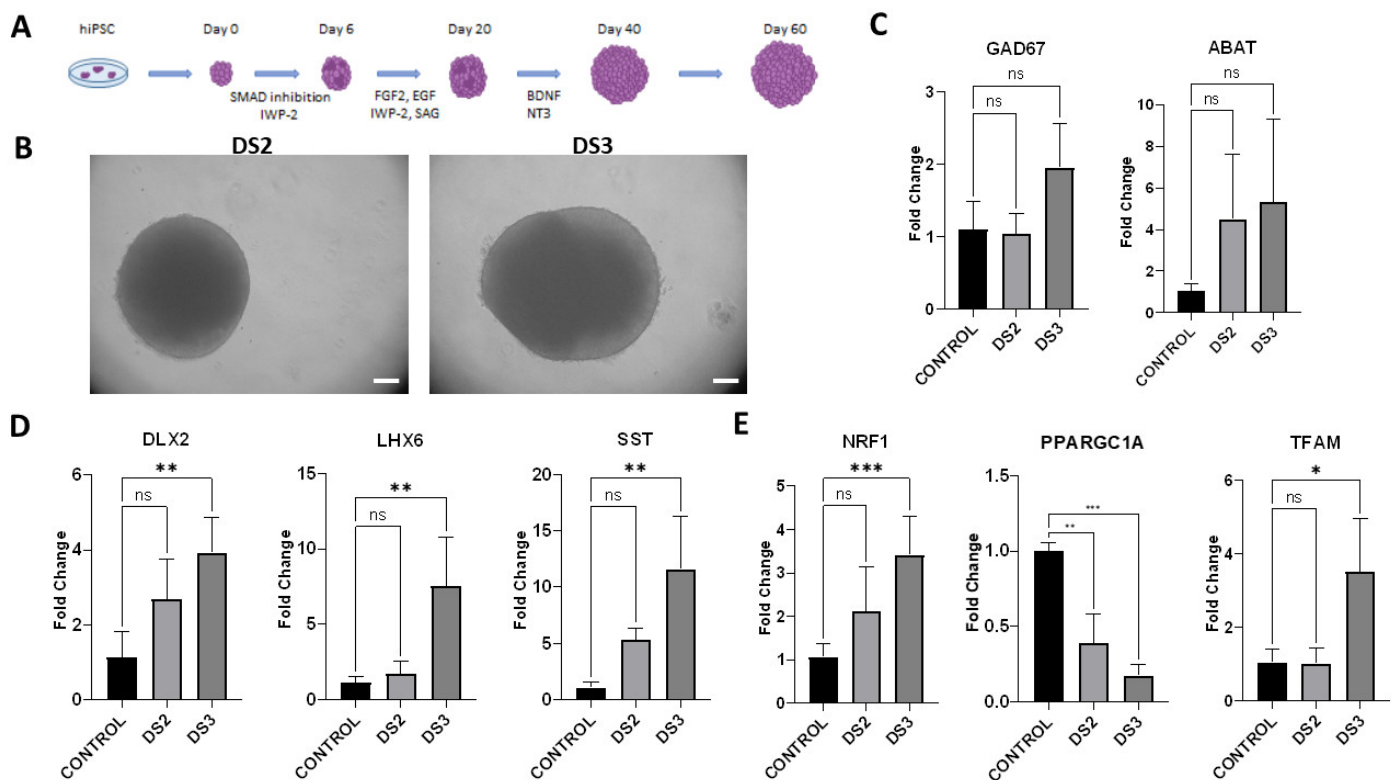 A
hiPSC
Day 0
Day 6
Day 20
Day 40
Day 60
SMAD inhibition
IWP-2
FGF2, EGF
IWP-2, SAG
BDNF
NT3
B
DS2
DS3
C
GAD67
ns
ns
Fold Change
3
2
1
0
CONTROL
DS2
DS3
ABAT
ns
ns
Fold Change
10
8
6
4
2
0
CONTROL
DS2
DS3
D
DLX2
**
ns
Fold Change
6
4
2
0
CONTROL
DS2
DS3
LHX6
**
ns
Fold Change
15
10
5
0
CONTROL
DS2
DS3
SST
**
ns
Fold Change
20
15
10
5
0
CONTROL
DS2
DS3
E
NRF1
***
ns
Fold Change
5
4
3
2
1
0
CONTROL
DS2
DS3
PPARGC1A
***
**
Fold Change
1.5
1.0
0.5
0.0
CONTROL
DS2
DS3
TFAM
*
ns
Fold Change
6
4
2
0
CONTROL
DS2
DS3